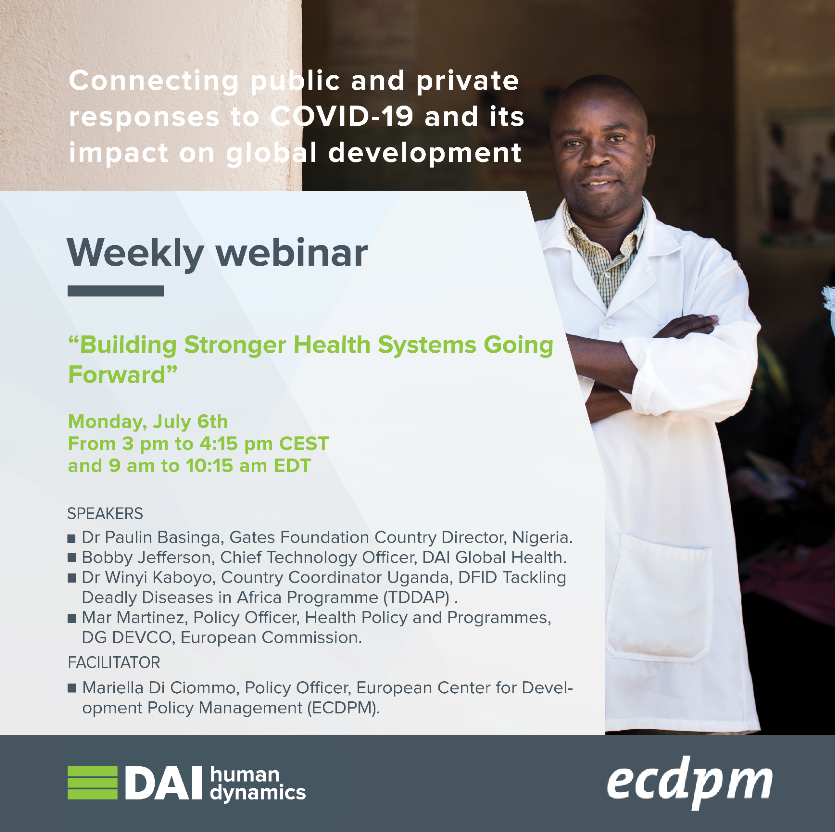 Connecting public and private
responses to COVID-19 and its
impact on global development
Weekly webinar
“Building Stronger Health Systems Going
Forward”
Monday, July 6th
From 3 pm to 4:15 pm CEST
and 9 am to 10:15 am EDT
SPEAKERS
■ Dr Paulin Basinga, Gates Foundation Country Director, Nigeria.
■ Bobby Jefferson, Chief Technology Officer, DAI Global Health.
■ Dr Winyi Kaboyo, Country Coordinator Uganda, DFID Tackling
Deadly Diseases in Africa Programme (TDDAP) .
■ Mar Martinez, Policy Officer, Health Policy and Programmes,
DG DEVCO, European Commission.
FACILITATOR
■ Mariella Di Ciommo, Policy Officer, European Center for Devel-
opment Policy Management (ECDPM).
DAI human
dynamics
ecdpm